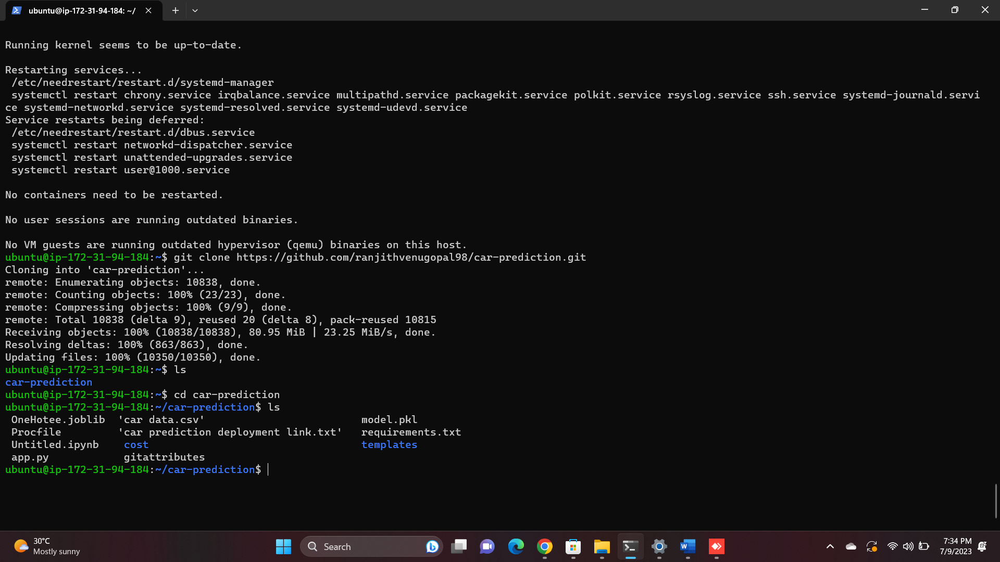 ubuntu@ip-172-31-94-184: ~/
Running kernel seems to be up-to-date.
Restarting services...
 /etc/needrestart/restart.d/systemd-manager
 systemctl restart chrony.service irqbalance.service multipathd.service packagekit.service polkit.service rsyslog.service ssh.service systemd-journald.servi
ce systemd-networkd.service systemd-resolved.service systemd-udevd.service
Service restarts being deferred:
 /etc/needrestart/restart.d/dbus.service
 systemctl restart networkd-dispatcher.service
 systemctl restart unattended-upgrades.service
 systemctl restart user@1000.service
No containers need to be restarted.
No user sessions are running outdated binaries.
No VM guests are running outdated hypervisor (qemu) binaries on this host.
ubuntu@ip-172-31-94-184:~$ git clone https://github.com/ranjithvenugopal98/car-prediction.git
Cloning into 'car-prediction'...
remote: Enumerating objects: 10838, done.
remote: Counting objects: 100% (23/23), done.
remote: Compressing objects: 100% (9/9), done.
remote: Total 10838 (delta 9), reused 20 (delta 8), pack-reused 10815
Receiving objects: 100% (10838/10838), 80.95 MiB | 23.25 MiB/s, done.
Resolving deltas: 100% (863/863), done.
Updating files: 100% (10350/10350), done.
ubuntu@ip-172-31-94-184:~$ ls
car-prediction
ubuntu@ip-172-31-94-184:~$ cd car-prediction
ubuntu@ip-172-31-94-184:~/car-prediction$ ls
 OneHotee.joblib  'car data.csv'                         model.pkl
 Procfile         'car prediction deployment link.txt'   requirements.txt
 Untitled.ipynb    cost                                  templates
 app.py            gitattributes
ubuntu@ip-172-31-94-184:~/car-prediction$
30°C
Mostly sunny
Search
7:34 PM
7/9/2023